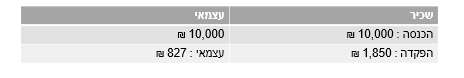 שכיר עצמאי
הכנסה : 10,000 ₪ 10,000 ₪
הפקדה : 1,850 ₪ עצמאי : 827 ₪